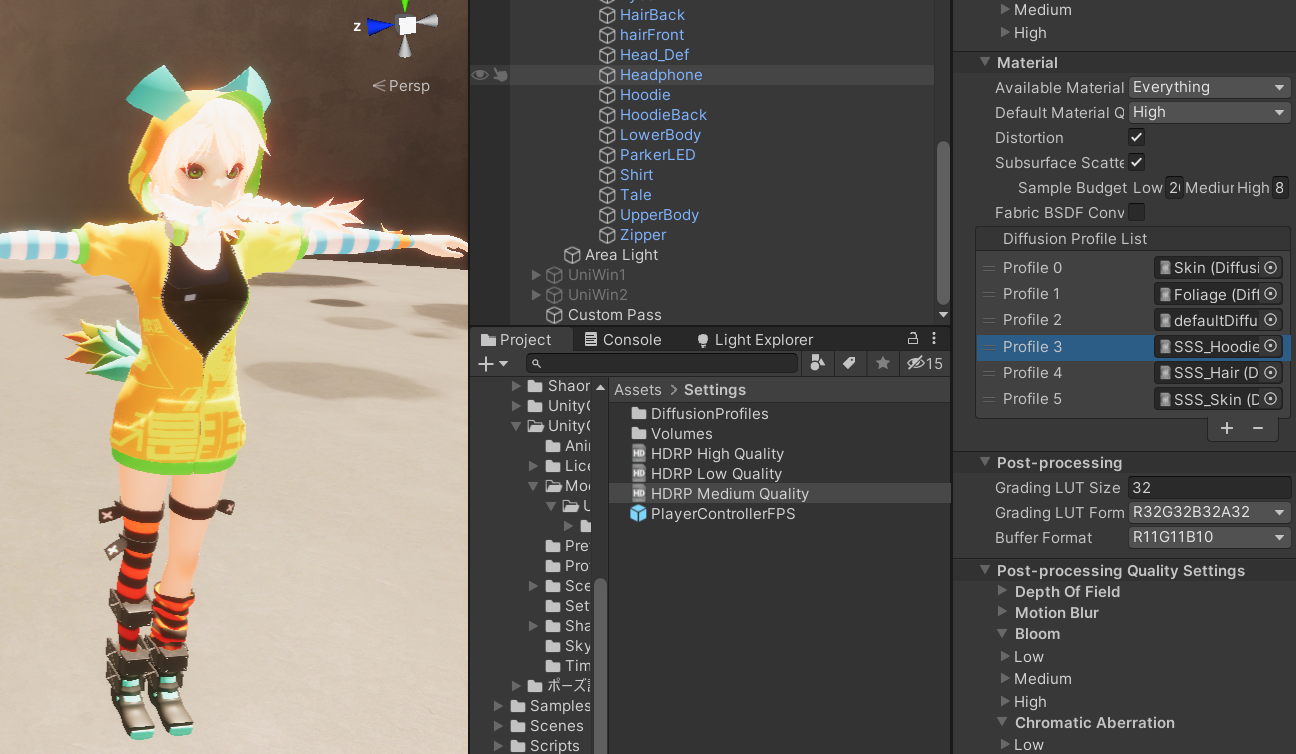 z
Persp
HairBack
hairFront
Head_Def
Headphone
Hoodie
HoodieBack
LowerBody
ParkerLED
Shirt
Tale
UpperBody
Zipper
Area Light
UniWin1
UniWin2
Custom Pass
Project
Console
Light Explorer
15
Shaor
UnityC
UnityC
Ani
Lice
Mod
U
Pre
Pro
Sce
Set
Sha
Sky
Tim
ポーズ
Samples
Scenes
Scripts
Assets > Settings
DiffusionProfiles
Volumes
HDRP High Quality
HDRP Low Quality
HDRP Medium Quality
PlayerControllerFPS
Medium
High
Material
Available Material Everything
Default Material Q High
Distortion
Subsurface Scatte
Sample Budget Low 2 Mediur High 8
Fabric BSDF Conv
Diffusion Profile List
Profile 0 Skin (Diffusi
Profile 1 Foliage (Diff
Profile 2 defaultDiffu
Profile 3 SSS_Hoodie
Profile 4 SSS_Hair (D
Profile 5 SSS_Skin (D
+ −
Post-processing
Grading LUT Size 32
Grading LUT Form R32G32B32A32
Buffer Format R11G11B10
Post-processing Quality Settings
Depth Of Field
Motion Blur
Bloom
Low
Medium
High
Chromatic Aberration
Low